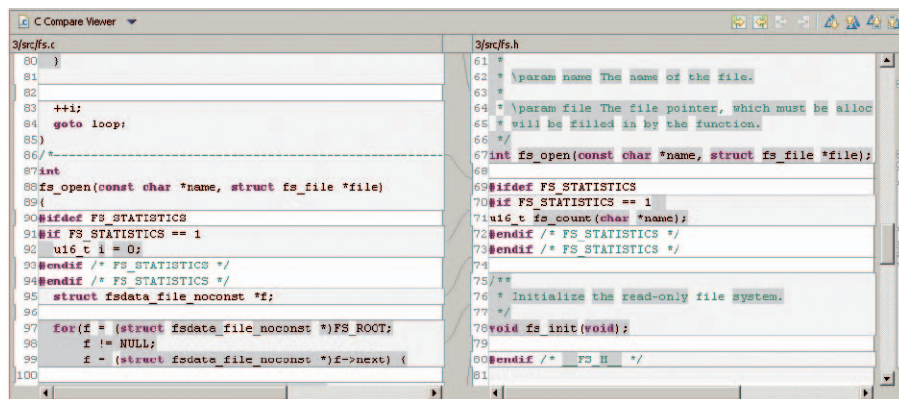 C Compare Viewer
3/src/fs.c
80 }
81
82
83 ++i;
84 goto loop;
85 }
86 /*-----------------------------------------------------------------------------------
87 int
88 fs_open(const char *name, struct fs_file *file)
89 {
90 #ifdef FS_STATISTICS
91 #if FS_STATISTICS == 1
92 u16_t i = 0;
93 #endif /* FS_STATISTICS */
94 #endif /* FS_STATISTICS */
95 struct fsdata_file_noconst *f;
96
97 for(f = (struct fsdata_file_noconst *)FS_ROOT;
98 f != NULL;
99 f = (struct fsdata_file_noconst *)f->next) {
100
3/src/fs.h
61 *
62 * \param name The name of the file.
63 *
64 * \param file The file pointer, which must be alloc
65 * will be filled in by the function.
66 */
67 int fs_open(const char *name, struct fs_file *file);
68
69 #ifdef FS_STATISTICS
70 #if FS_STATISTICS == 1
71 u16_t fs_count(char *name);
72 #endif /* FS_STATISTICS */
73 #endif /* FS_STATISTICS */
74
75 /**
76 * Initialize the read-only file system.
77 */
78 void fs_init(void);
79
80 #endif /* __FS_H__ */
81